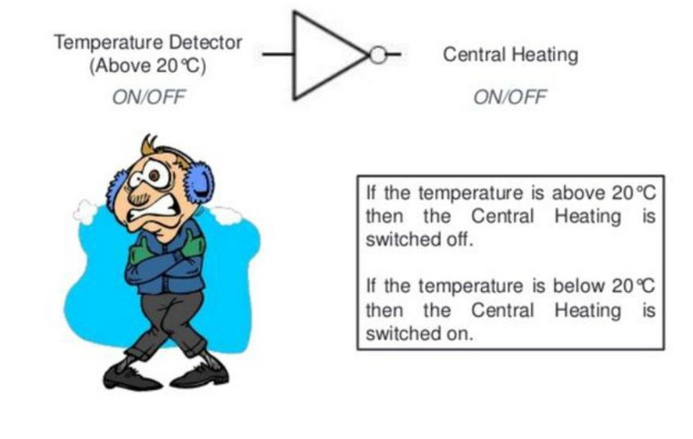 Temperature Detector
(Above 20°C)
ON/OFF
Central Heating
ON/OFF
If the temperature is above 20°C
then the Central Heating is
switched off.
If the temperature is below 20°C
then the Central Heating is
switched on.